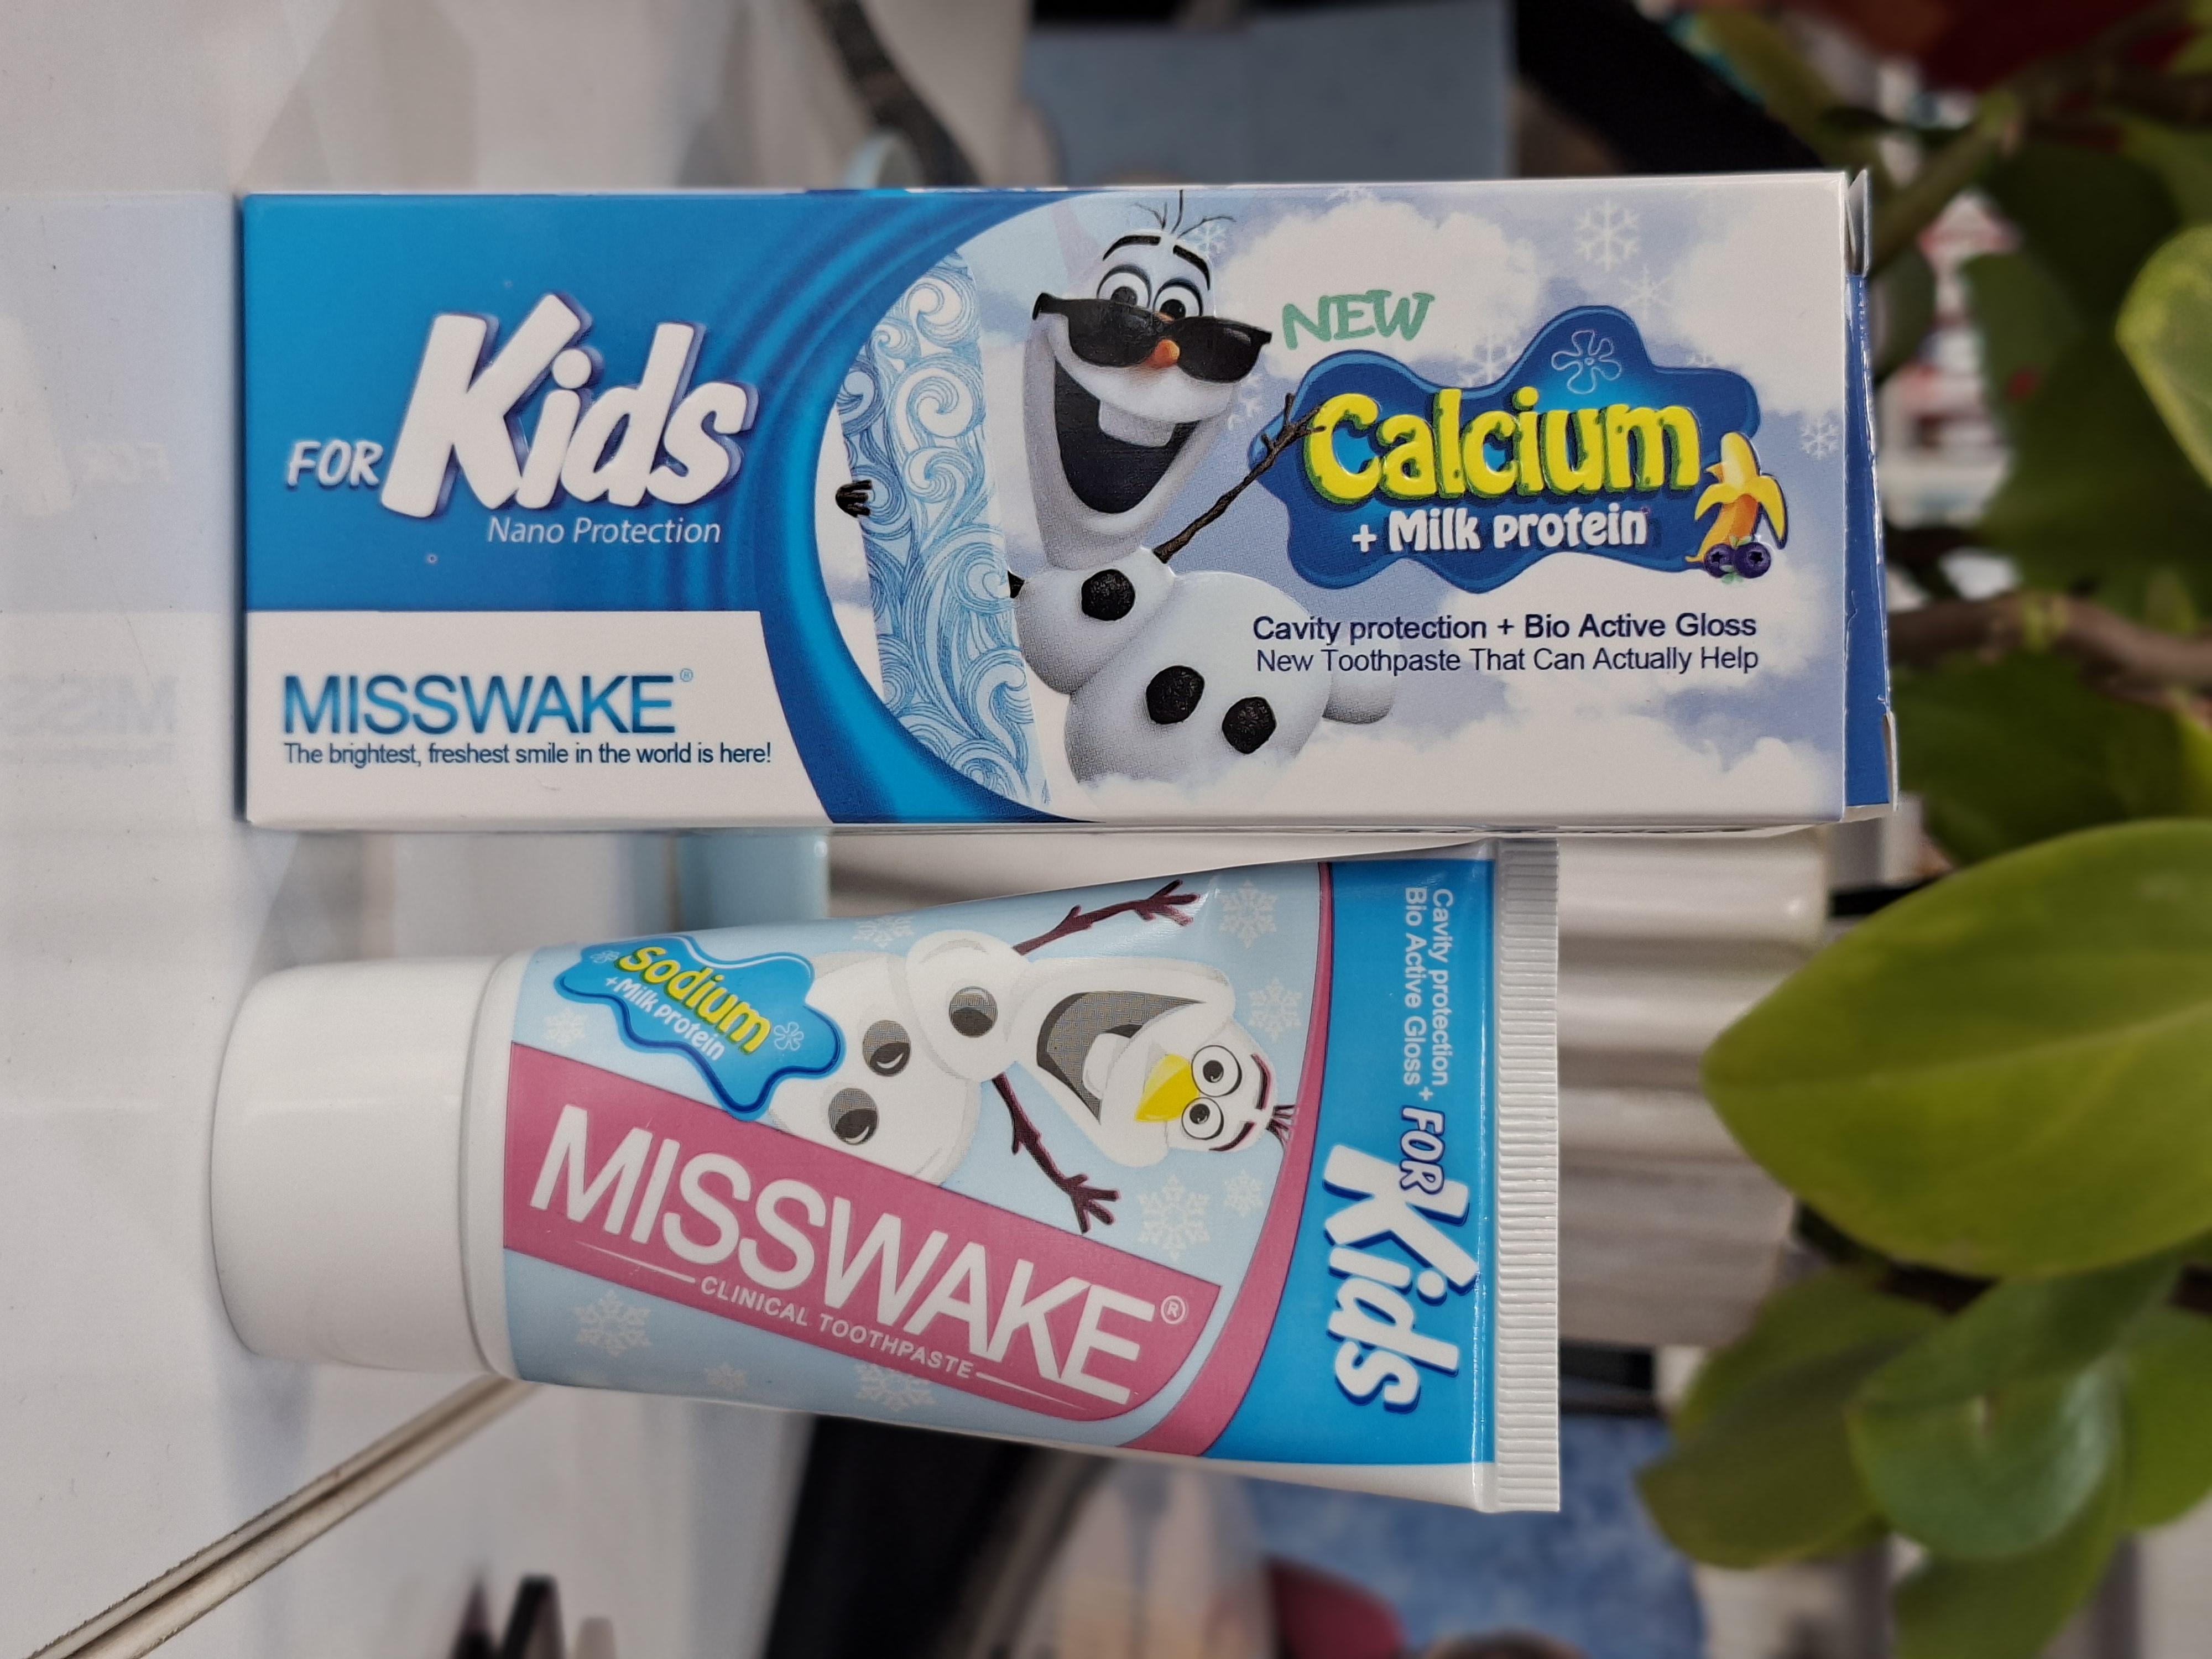 FOR Kids
Nano Protection
MISSWAKE®
The brightest, freshest smile in the world is here!
NEW
Calcium
+ Milk protein
Cavity protection + Bio Active Gloss
New Toothpaste That Can Actually Help
Cavity protection +
Bio Active Gloss
FOR Kids
sodium
+Milk protein
MISSWAKE®
CLINICAL TOOTHPASTE